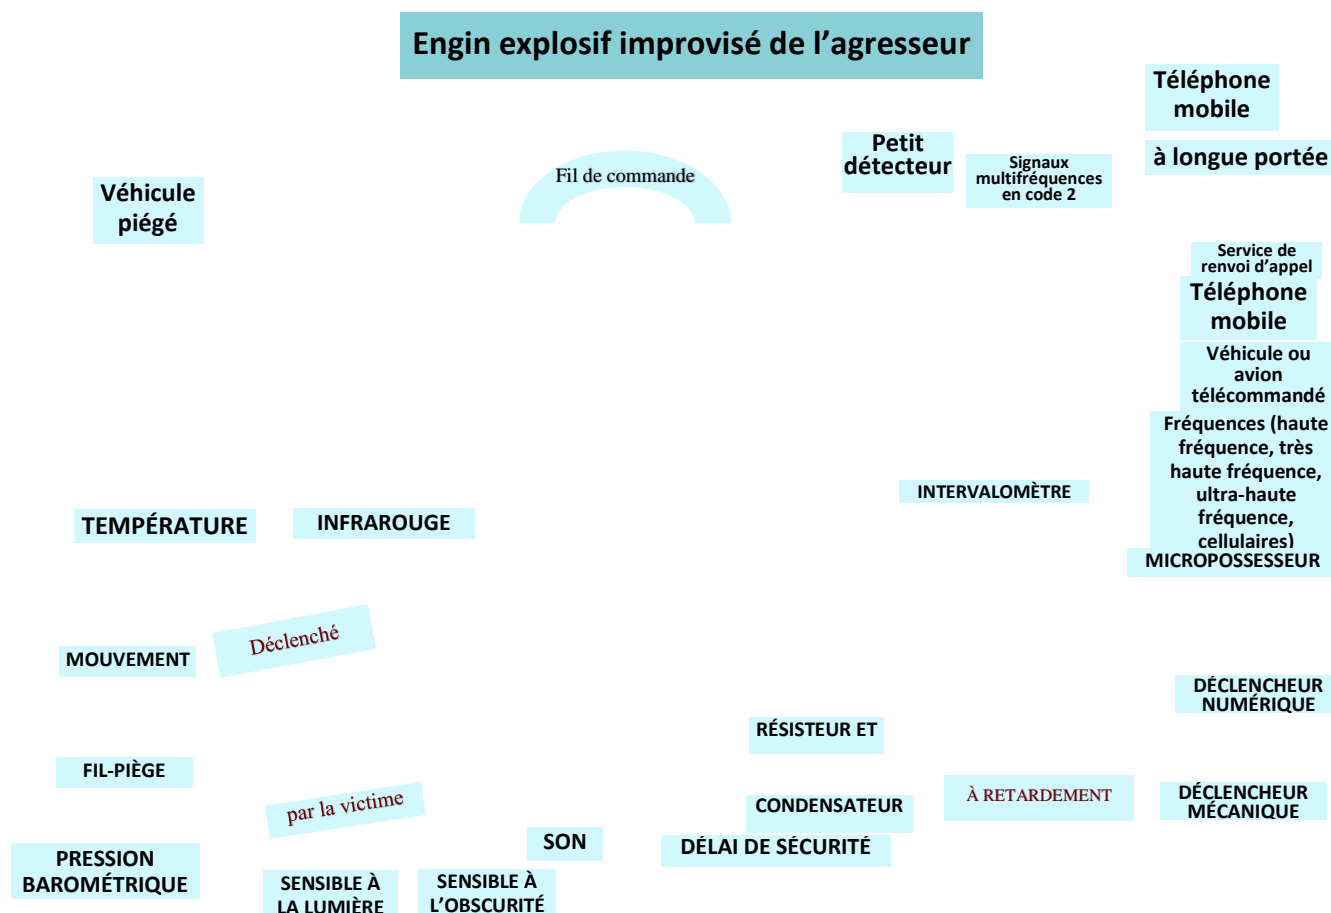 Engin explosif improvisé de l’agresseur
Téléphone
mobile
à longue portée
Petit
détecteur
Signaux
multifréquences
en code 2
Fil de commande
Véhicule
piégé
Service de
renvoi d’appel
Téléphone
mobile
Véhicule ou
avion
télécommandé
Fréquences (haute
fréquence, très
haute fréquence,
ultra-haute
fréquence,
cellulaires)
INTERVALOMÈTRE
MICROPOSSESSEUR
TEMPÉRATURE
INFRAROUGE
Déclenché
MOUVEMENT
DÉCLENCHEUR
NUMÉRIQUE
RÉSISTEUR ET
FIL-PIÈGE
par la victime
CONDENSATEUR
À RETARDEMENT
DÉCLENCHEUR
MÉCANIQUE
SON
DÉLAI DE SÉCURITÉ
PRESSION
BAROMÉTRIQUE
SENSIBLE À
LA LUMIÈRE
SENSIBLE À
L’OBSCURITÉ